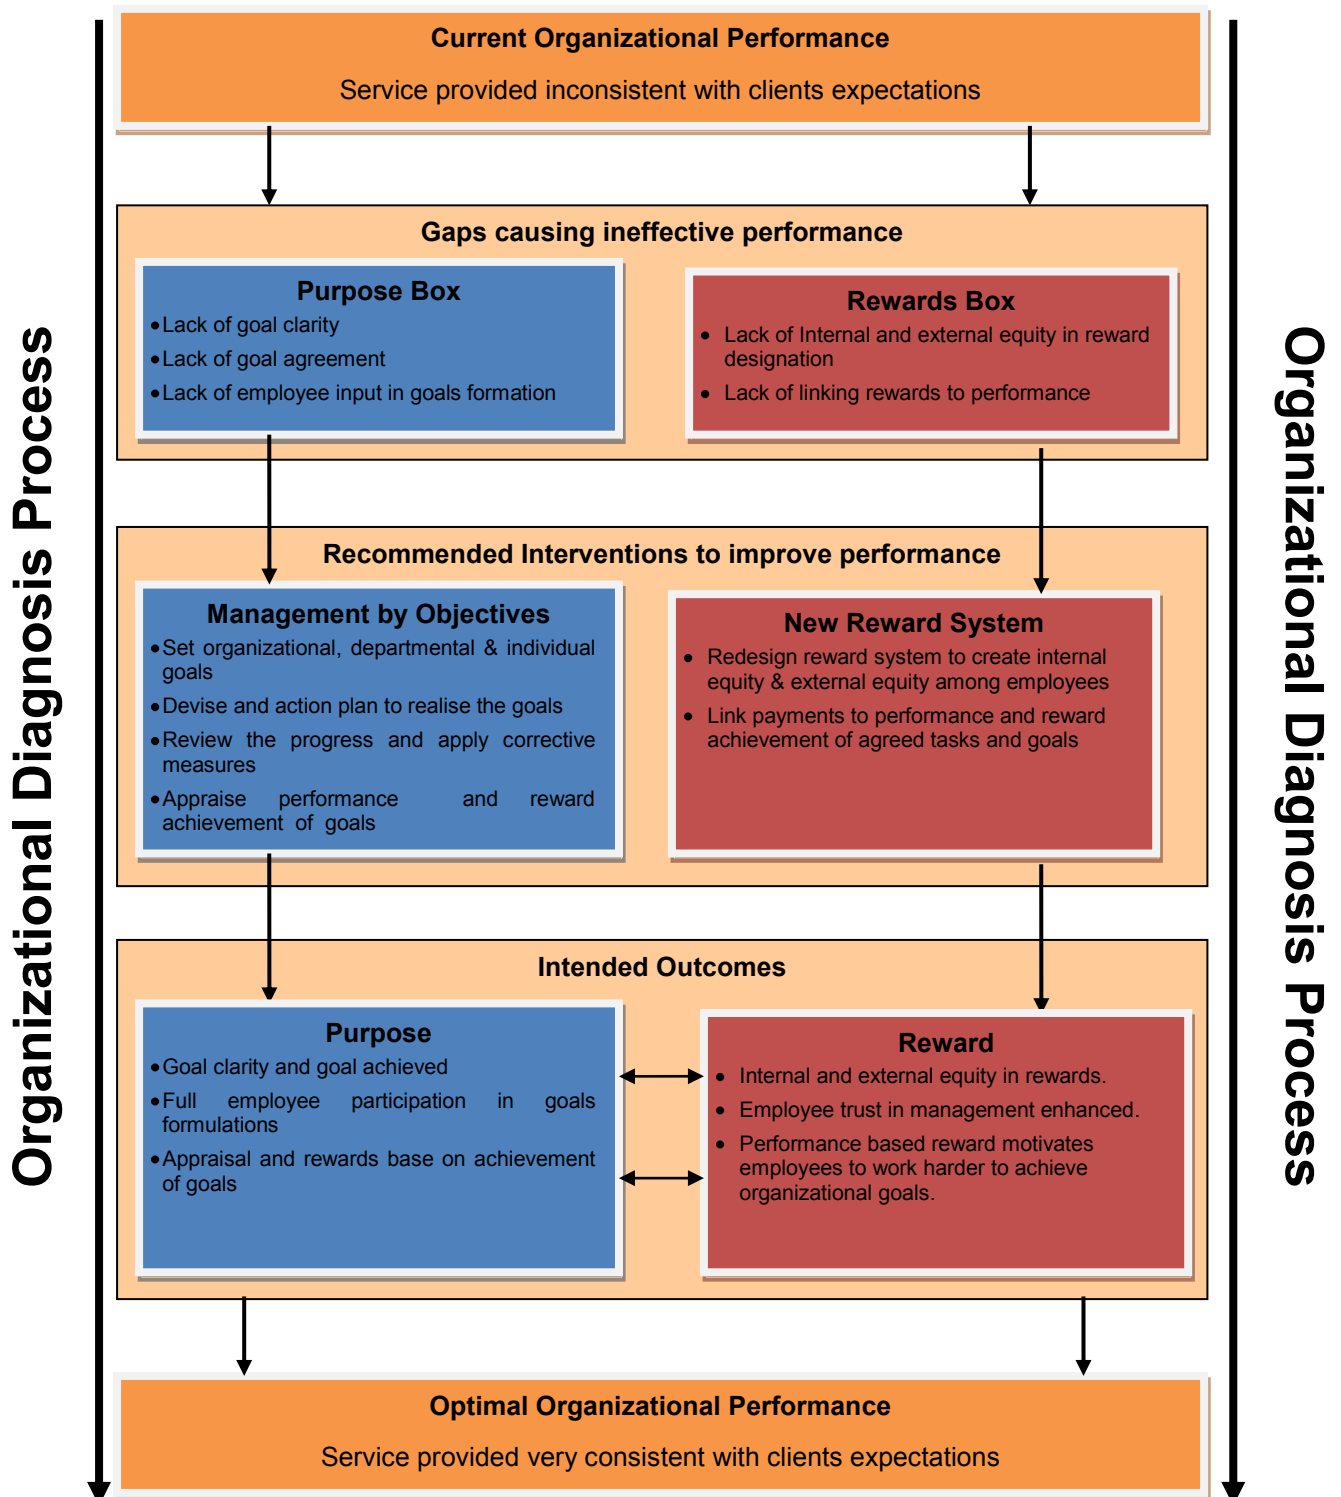 Organizational Diagnosis Process
Current Organizational Performance
Service provided inconsistent with clients expectations
Gaps causing ineffective performance
Purpose Box
•Lack of goal clarity
•Lack of goal agreement
•Lack of employee input in goals formation
Rewards Box
• Lack of Internal and external equity in reward
designation
• Lack of linking rewards to performance
Recommended Interventions to improve performance
Management by Objectives
•Set organizational, departmental & individual
goals
•Devise and action plan to realise the goals
•Review the progress and apply corrective
measures
•Appraise performance and reward
achievement of goals
New Reward System
• Redesign reward system to create internal
equity & external equity among employees
• Link payments to performance and reward
achievement of agreed tasks and goals
Intended Outcomes
Purpose
•Goal clarity and goal achieved
•Full employee participation in goals
formulations
•Appraisal and rewards base on achievement
of goals
Reward
• Internal and external equity in rewards.
• Employee trust in management enhanced.
• Performance based reward motivates
employees to work harder to achieve
organizational goals.
Optimal Organizational Performance
Service provided very consistent with clients expectations
Organizational Diagnosis Process